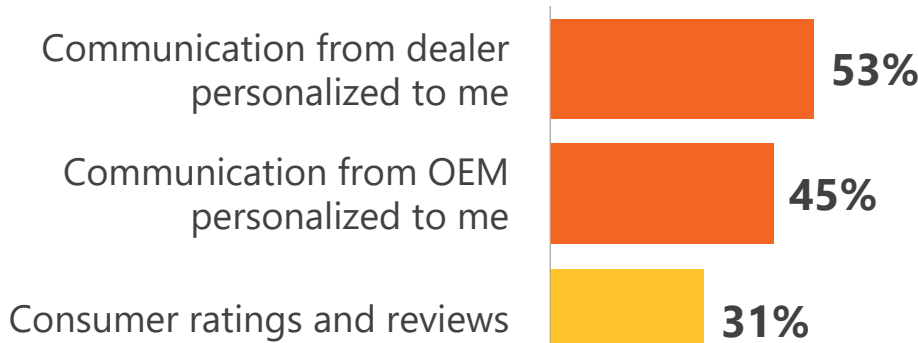 Communication from dealer
personalized to me
53%
Communication from OEM
personalized to me
45%
Consumer ratings and reviews
31%